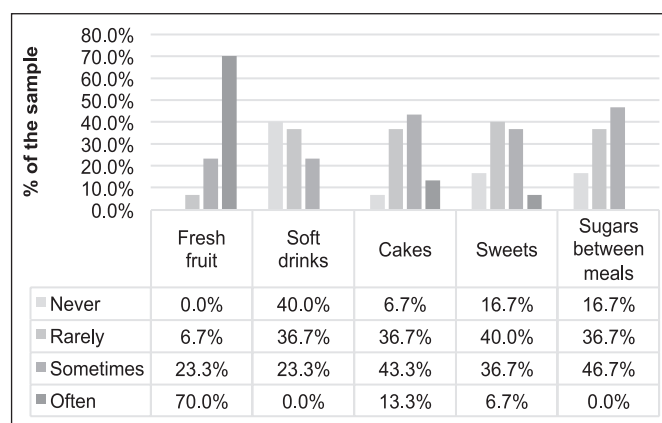 % of the sample
80.0%
70.0%
60.0%
50.0%
40.0%
30.0%
20.0%
10.0%
0.0%
Fresh fruit Soft drinks Cakes Sweets Sugars between meals
Never 0.0% 40.0% 6.7% 16.7% 16.7%
Rarely 6.7% 36.7% 36.7% 40.0% 36.7%
Sometimes 23.3% 23.3% 43.3% 36.7% 46.7%
Often 70.0% 0.0% 13.3% 6.7% 0.0%